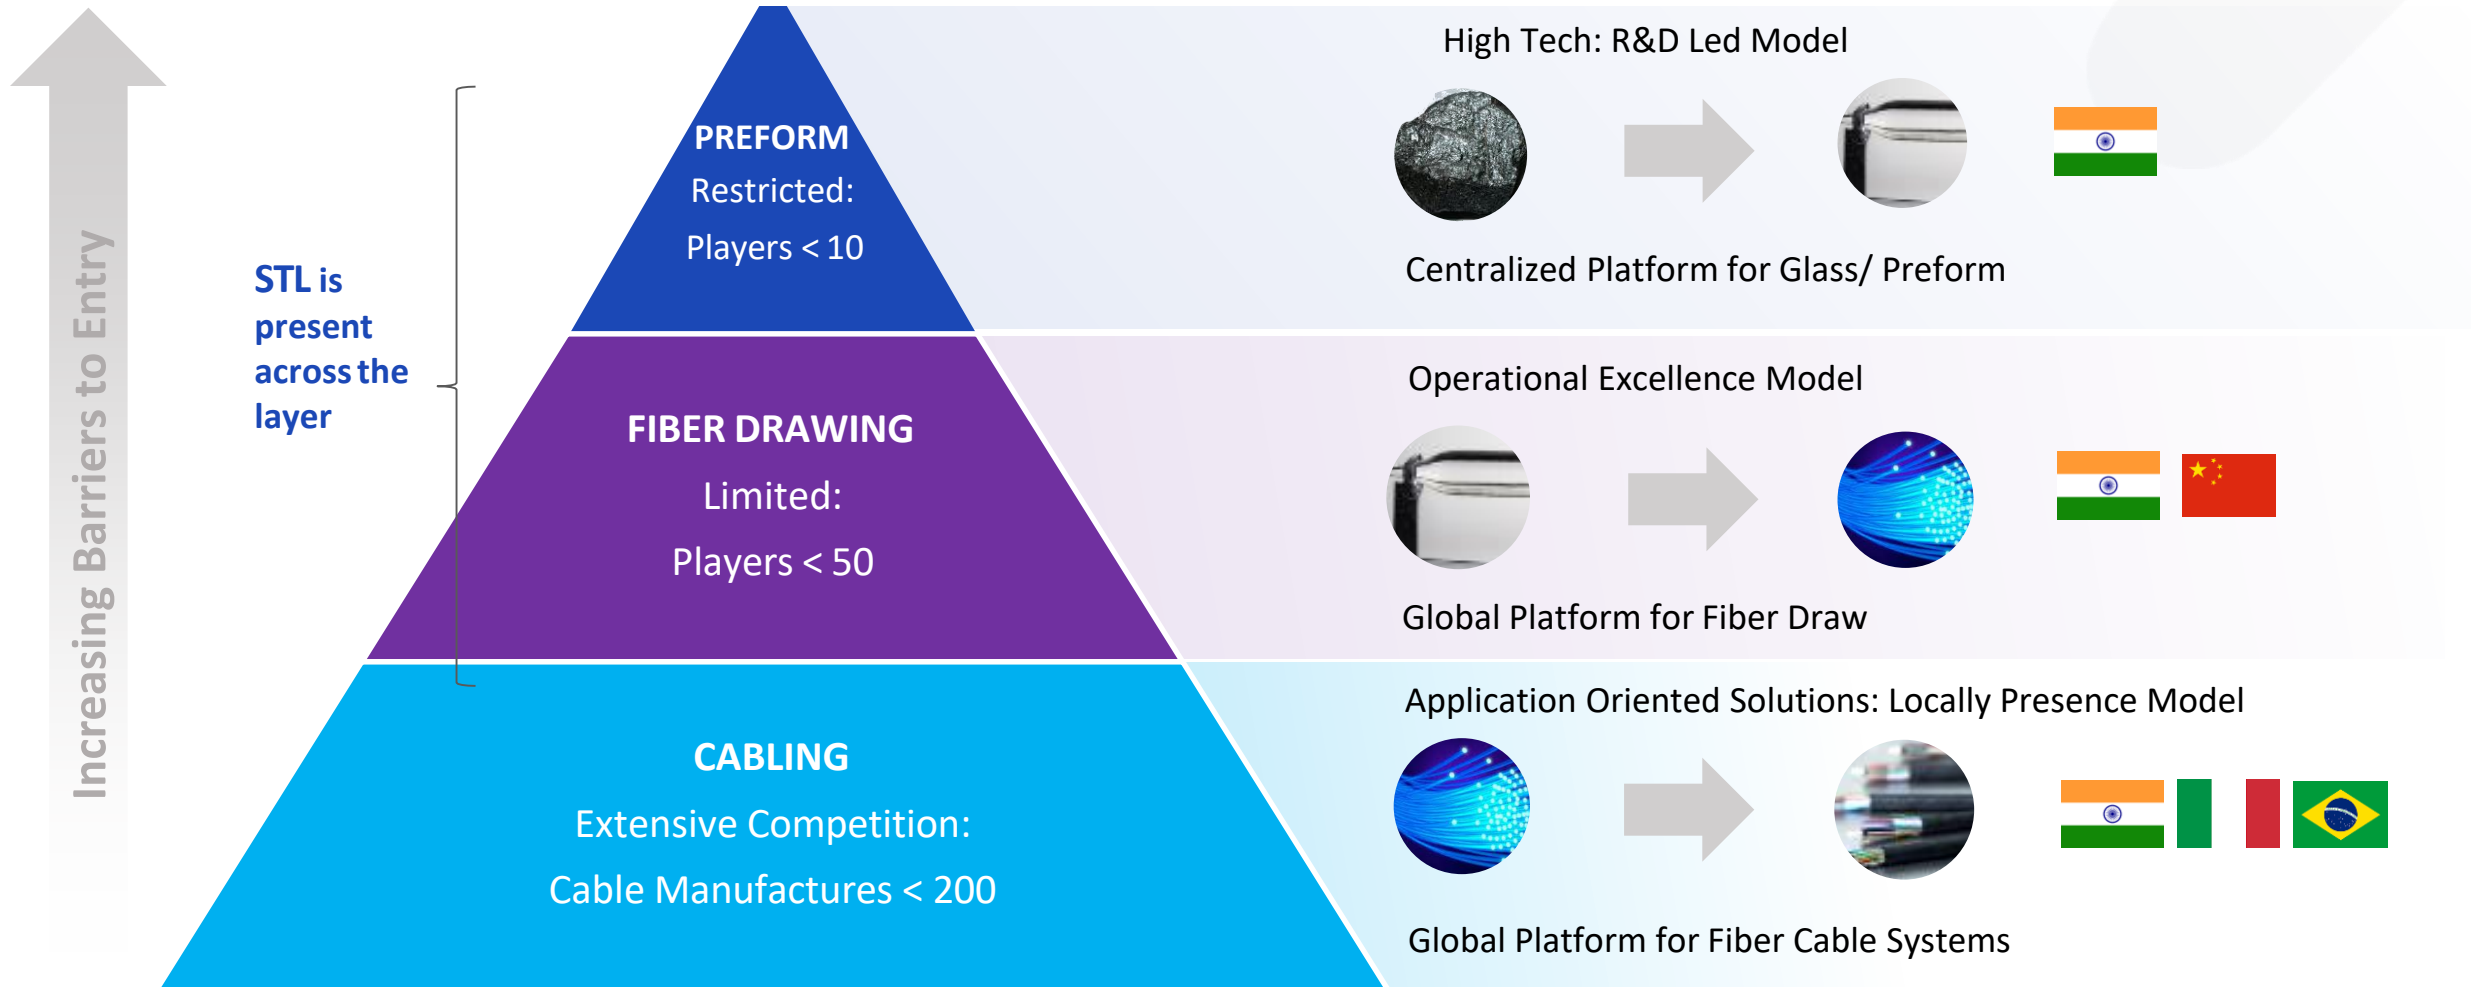 Increasing Barriers to Entry
STL is
present
across the
layer
PREFORM
Restricted:
Players < 10
High Tech: R&D Led Model
Centralized Platform for Glass/ Preform
FIBER DRAWING
Limited:
Players < 50
Operational Excellence Model
Global Platform for Fiber Draw
CABLING
Extensive Competition:
Cable Manufactures < 200
Application Oriented Solutions: Locally Presence Model
Global Platform for Fiber Cable Systems